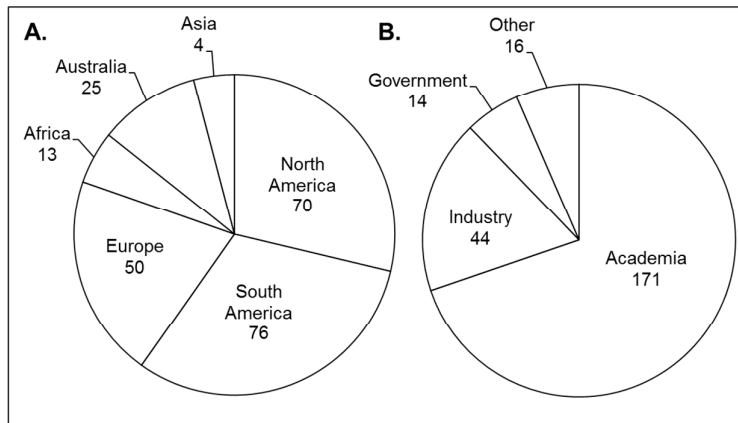 A.
Asia
4
Australia
25
Africa
13
North
America
70
Europe
50
South
America
76
B.
Other
16
Government
14
Industry
44
Academia
171